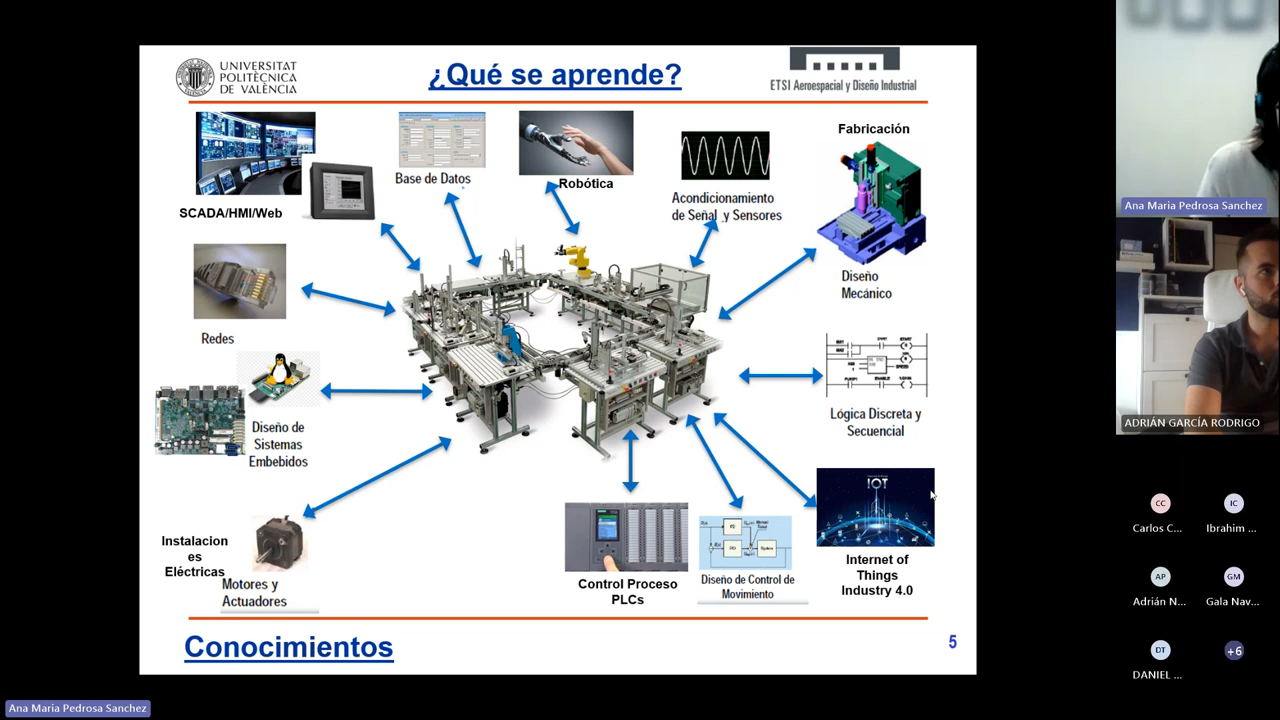 UNIVERSITAT
POLITÈCNICA
DE VALÈNCIA
¿Qué se aprende?
ETSI Aeroespacial y Diseño Industrial
SCADA/HMI/Web
Base de Datos
Robótica
Acondicionamiento
de Señal y Sensores
Fabricación
Diseño
Mecánico
Redes
Diseño de
Sistemas
Embebidos
Lógica Discreta y
Secuencial
IOT
Instalacion
es
Eléctricas
Motores y
Actuadores
Control Proceso
PLCs
Diseño de Control de
Movimiento
Internet of
Things
Industry 4.0
Conocimientos
5
Ana Maria Pedrosa Sanchez
ADRIÁN GARCÍA RODRIGO
CC
IC
Carlos C...
Ibrahim ...
AP
GM
Adrián N...
Gala Nav...
DT
+6
DANIEL ...
Ana Maria Pedrosa Sanchez